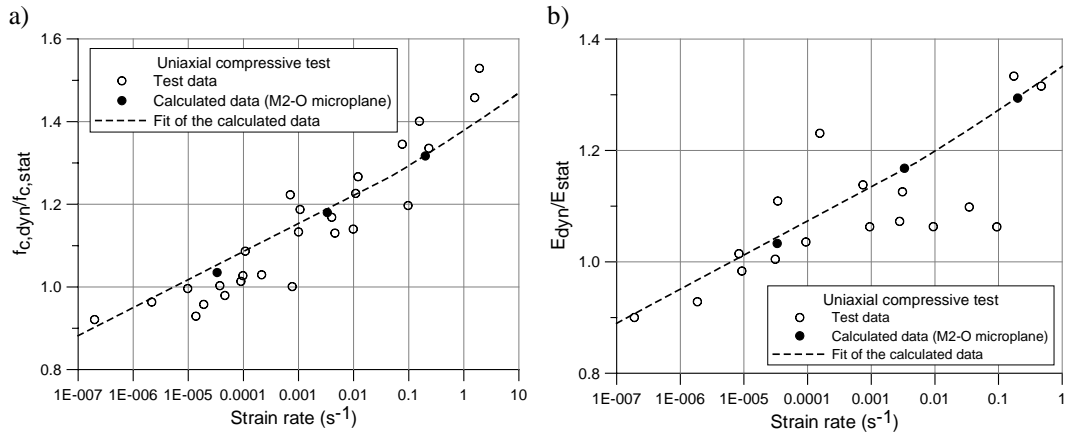 a)
1.6
1.4
1.2
1.0
0.8
fc,dyn/fc,stat
Uniaxial compressive test
Test data
Calculated data (M2-O microplane)
Fit of the calculated data
1E-007 1E-006 1E-005 0.0001 0.001 0.01 0.1 1 10
Strain rate (s-1)
b)
1.4
1.2
1.0
0.8
Edyn/Estat
Uniaxial compressive test
Test data
Calculated data (M2-O microplane)
Fit of the calculated data
1E-007 1E-006 1E-005 0.0001 0.001 0.01 0.1 1
Strain rate (s-1)